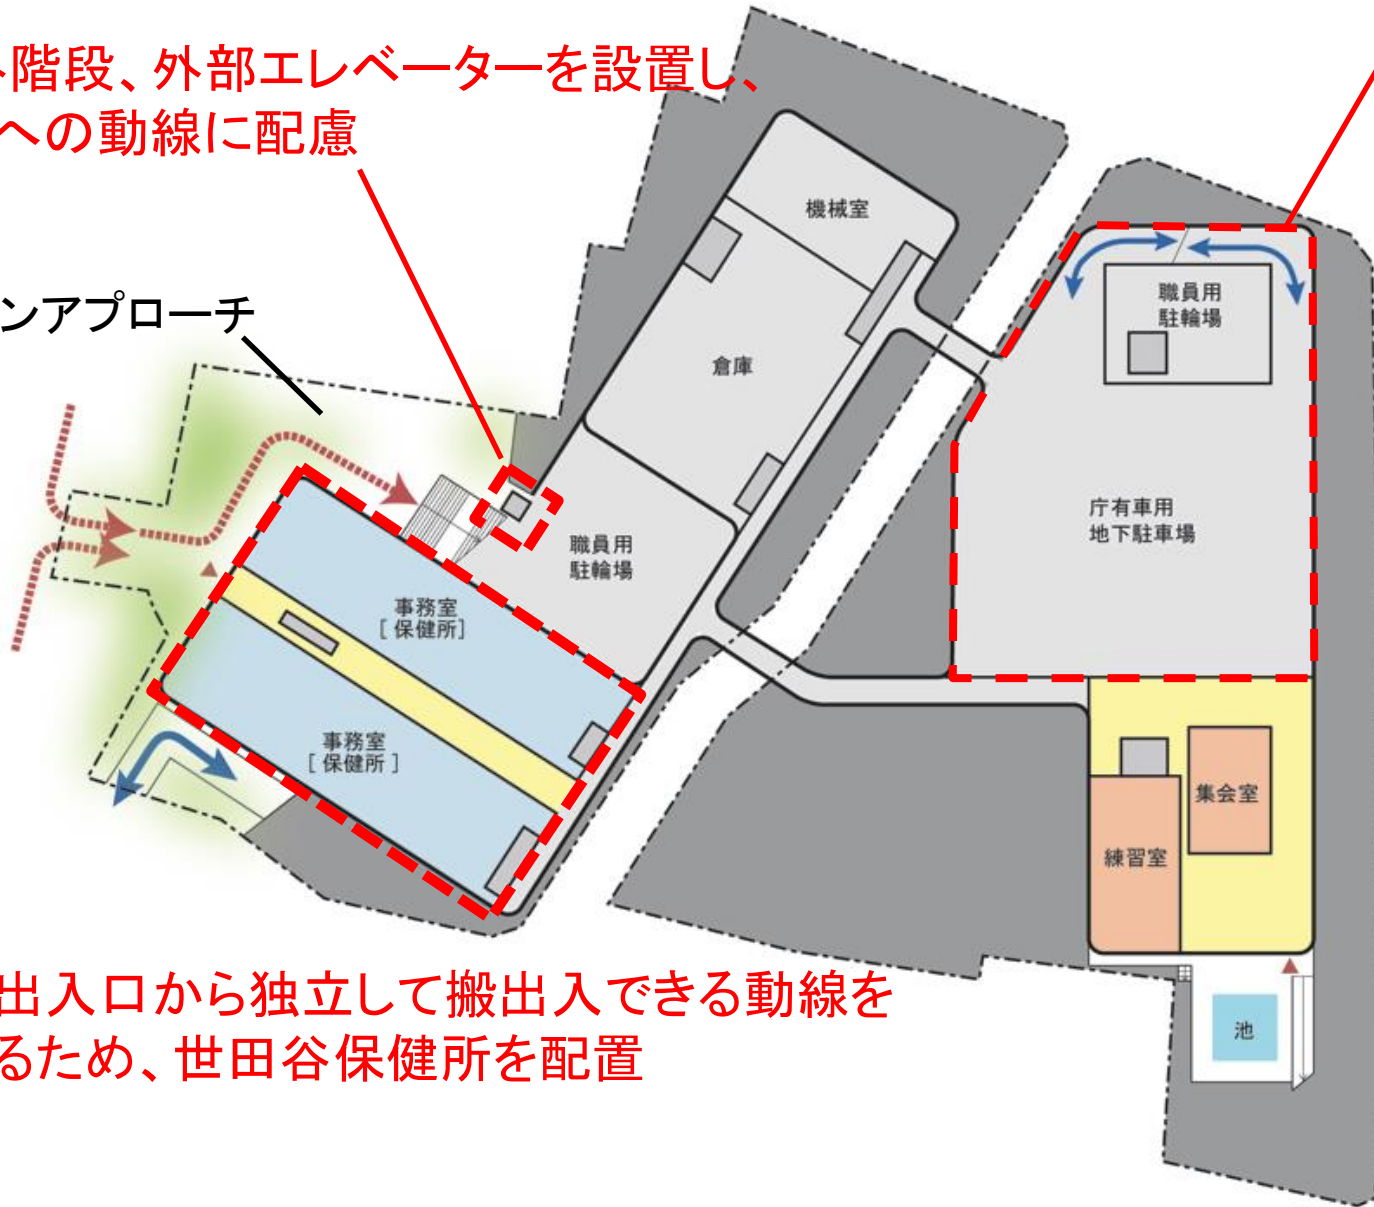 階段、外部エレベーターを設置し、
への動線に配慮
ンアプローチ
機械室
倉庫
職員用
駐輪場
職員用
駐輪場
庁有車用
地下駐車場
事務室
[ 保健所]
事務室
[ 保健所 ]
集会室
練習室
池
出入口から独立して搬出入できる動線を
るため、世田谷保健所を配置